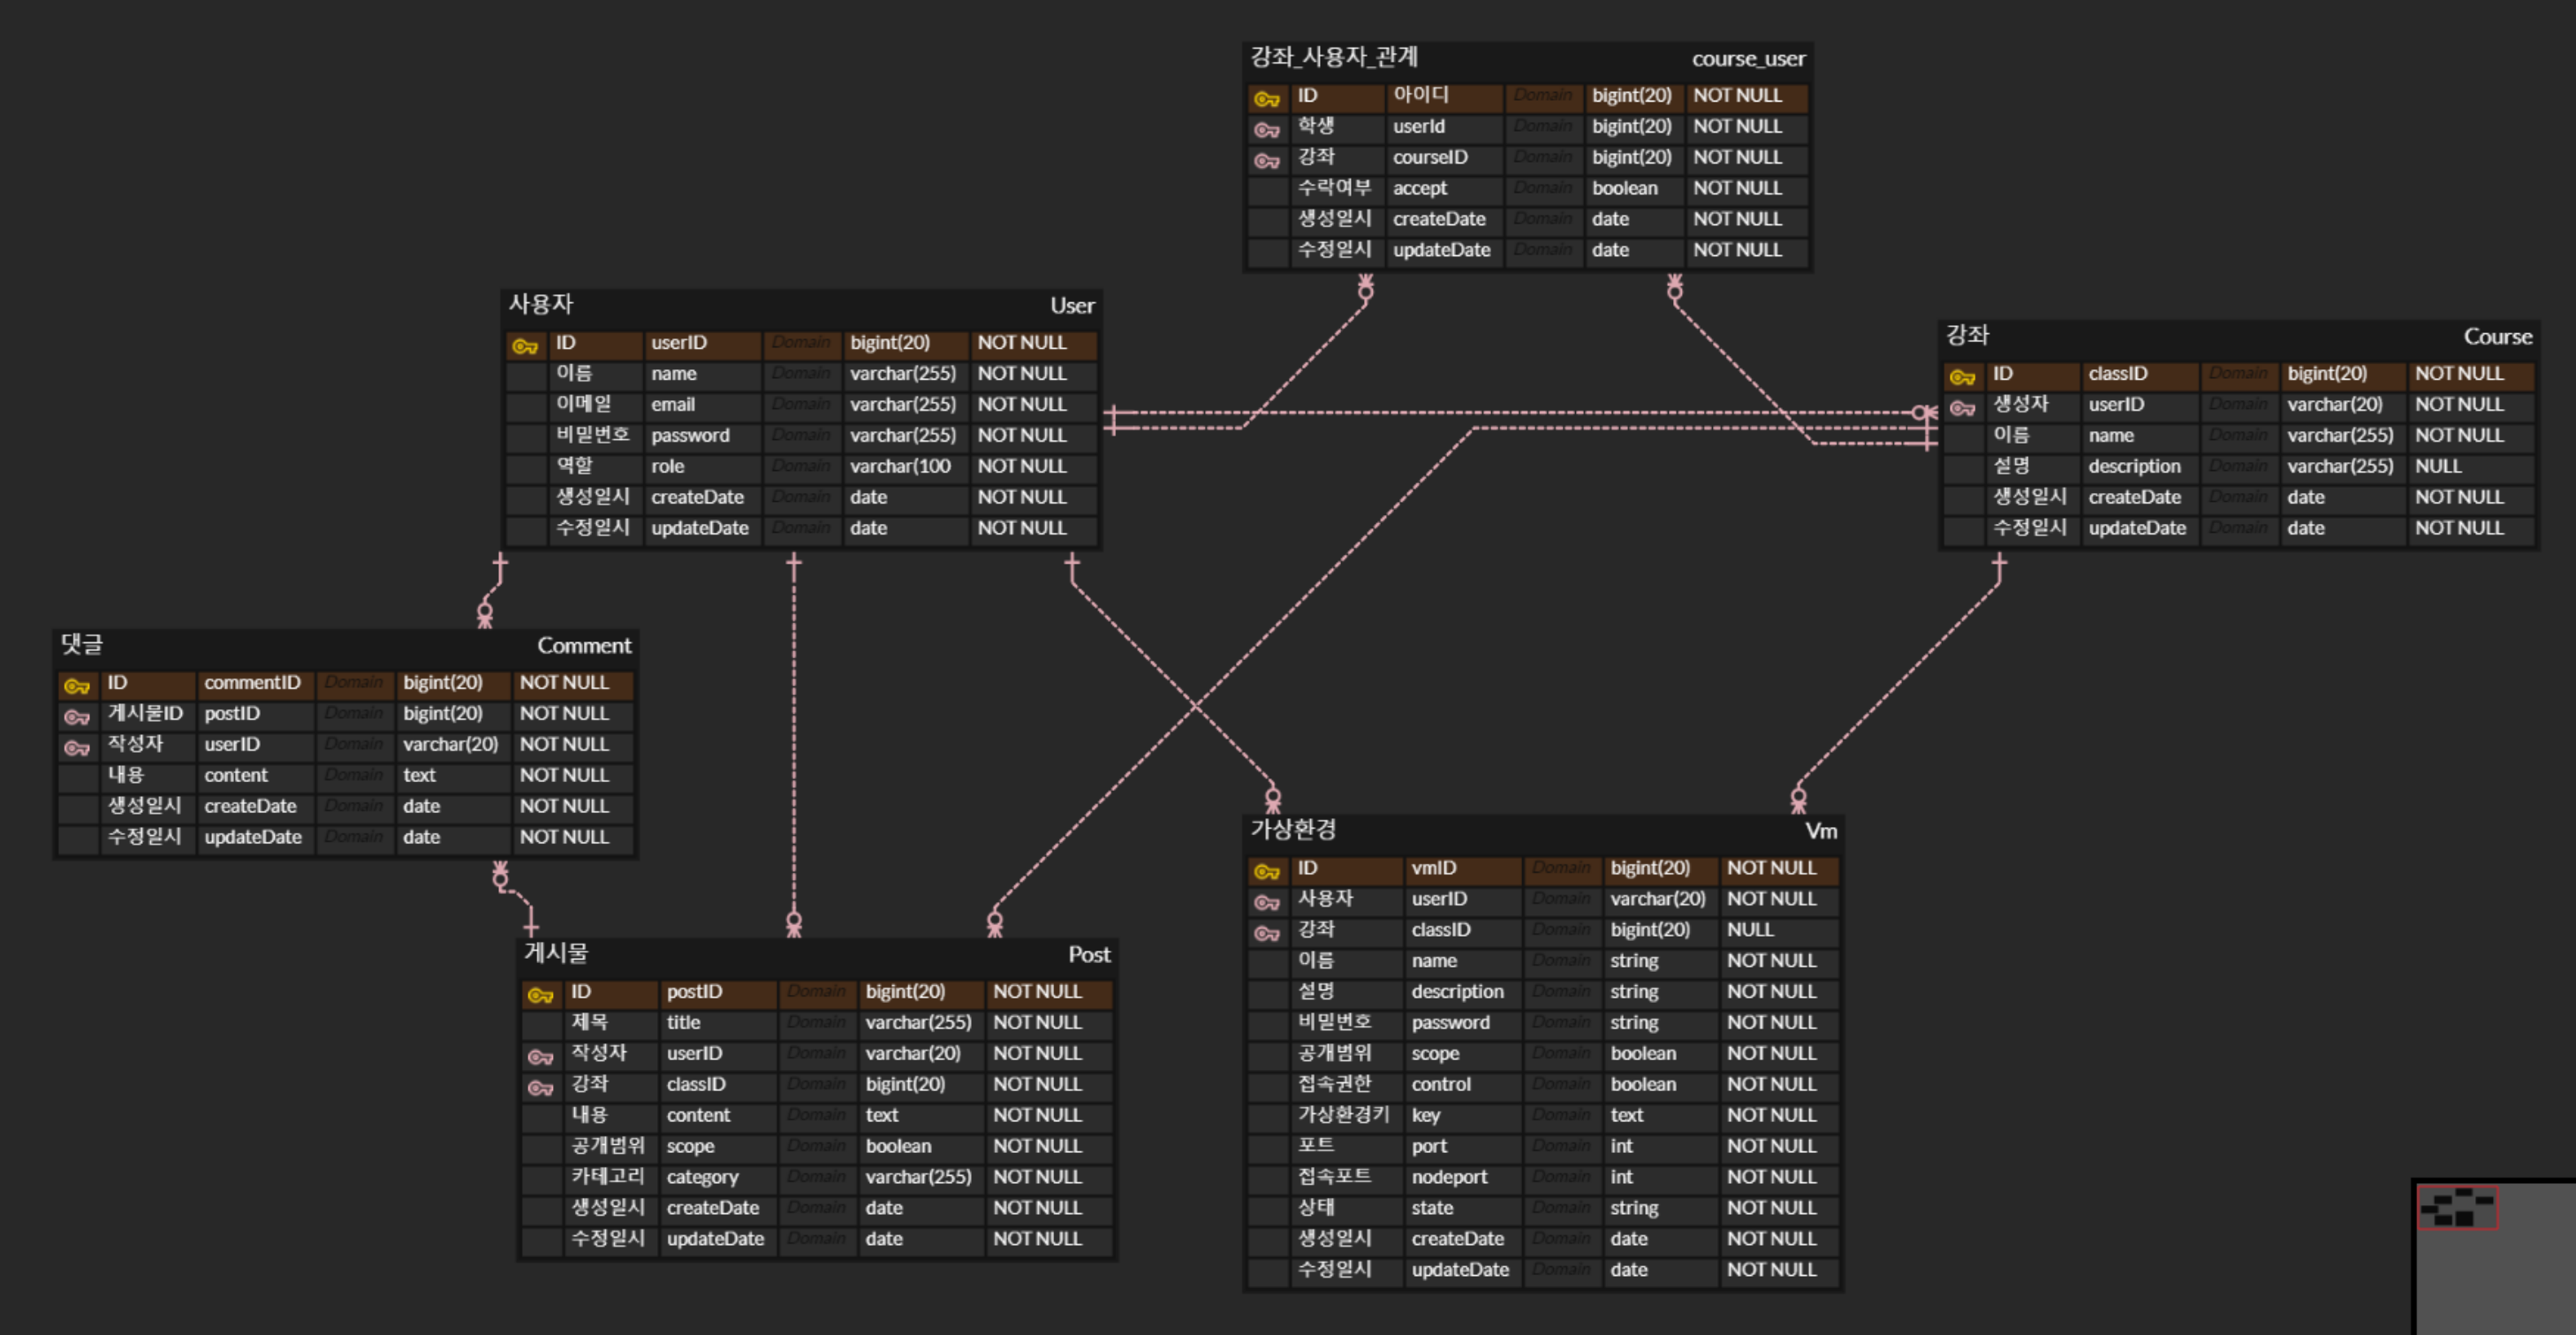 강좌_사용자_관계 course_user
ID 아이디 Domain bigint(20) NOT NULL
학생 userId Domain bigint(20) NOT NULL
강좌 courseID Domain bigint(20) NOT NULL
수락여부 accept Domain boolean NOT NULL
생성일시 createDate Domain date NOT NULL
수정일시 updateDate Domain date NOT NULL
사용자 User
ID userID Domain bigint(20) NOT NULL
이름 name Domain varchar(255) NOT NULL
이메일 email Domain varchar(255) NOT NULL
비밀번호 password Domain varchar(255) NOT NULL
역할 role Domain varchar(100 NOT NULL
생성일시 createDate Domain date NOT NULL
수정일시 updateDate Domain date NOT NULL
강좌 Course
ID classID Domain bigint(20) NOT NULL
생성자 userID Domain varchar(20) NOT NULL
이름 name Domain varchar(255) NOT NULL
설명 description Domain varchar(255) NULL
생성일시 createDate Domain date NOT NULL
수정일시 updateDate Domain date NOT NULL
댓글 Comment
ID commentID Domain bigint(20) NOT NULL
게시물ID postID Domain bigint(20) NOT NULL
작성자 userID Domain varchar(20) NOT NULL
내용 content Domain text NOT NULL
생성일시 createDate Domain date NOT NULL
수정일시 updateDate Domain date NOT NULL
가상환경 Vm
ID vmID Domain bigint(20) NOT NULL
사용자 userID Domain varchar(20) NOT NULL
강좌 classID Domain bigint(20) NULL
이름 name Domain string NOT NULL
설명 description Domain string NOT NULL
비밀번호 password Domain string NOT NULL
공개범위 scope Domain boolean NOT NULL
접속권한 control Domain boolean NOT NULL
가상환경키 key Domain text NOT NULL
포트 port Domain int NOT NULL
접속포트 nodeport Domain int NOT NULL
상태 state Domain string NOT NULL
생성일시 createDate Domain date NOT NULL
수정일시 updateDate Domain date NOT NULL
게시물 Post
ID postID Domain bigint(20) NOT NULL
제목 title Domain varchar(255) NOT NULL
작성자 userID Domain varchar(20) NOT NULL
강좌 classID Domain bigint(20) NOT NULL
내용 content Domain text NOT NULL
공개범위 scope Domain boolean NOT NULL
카테고리 category Domain varchar(255) NOT NULL
생성일시 createDate Domain date NOT NULL
수정일시 updateDate Domain date NOT NULL